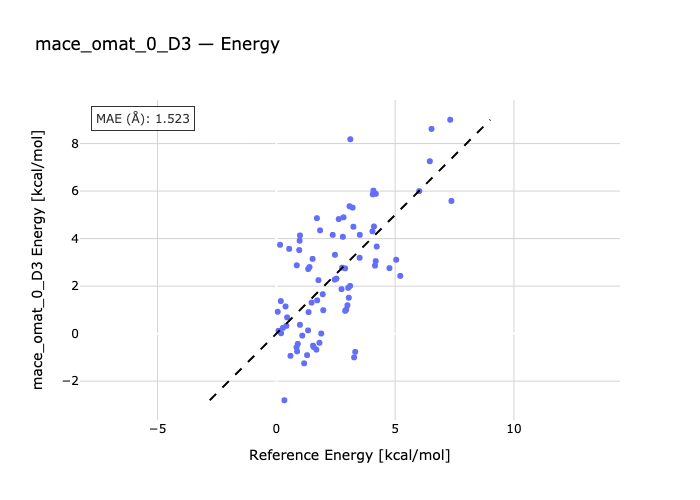 mace_omat_0_D3 — Energy
MAE (Å): 1.523
mace_omat_0_D3 Energy [kcal/mol]
8
6
4
2
0
−2
−5
0
5
10
Reference Energy [kcal/mol]